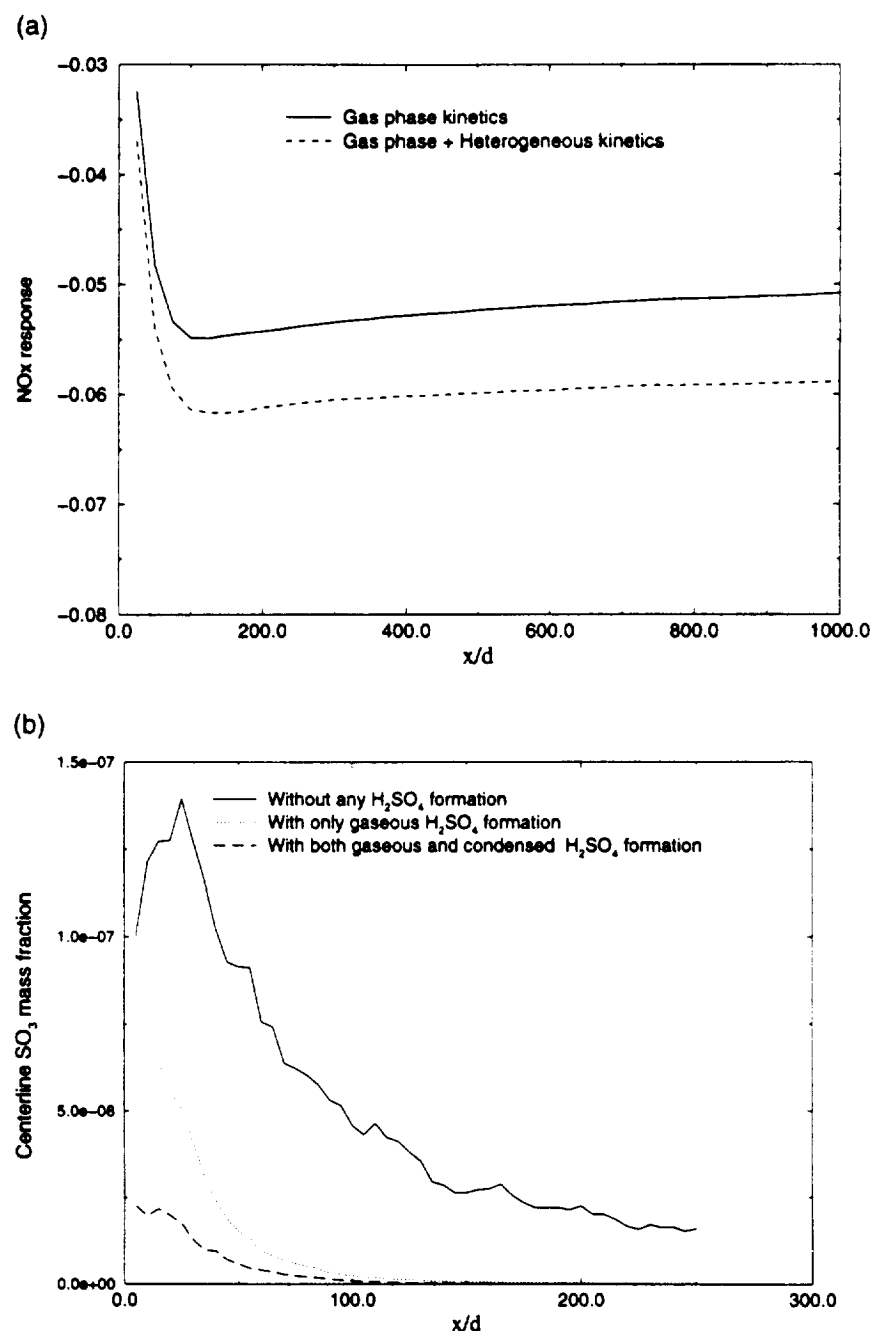 (a)
−0.03
−0.04
−0.05
−0.06
−0.07
−0.08
NOx response
Gas phase kinetics
Gas phase + Heterogeneous kinetics
0.0 200.0 400.0 600.0 800.0 1000.0
x/d
(b)
1.5e−07
1.0e−07
5.0e−08
0.0e+00
Centerline SO₃ mass fraction
Without any H₂SO₄ formation
With only gaseous H₂SO₄ formation
With both gaseous and condensed H₂SO₄ formation
0.0 100.0 200.0 300.0
x/d